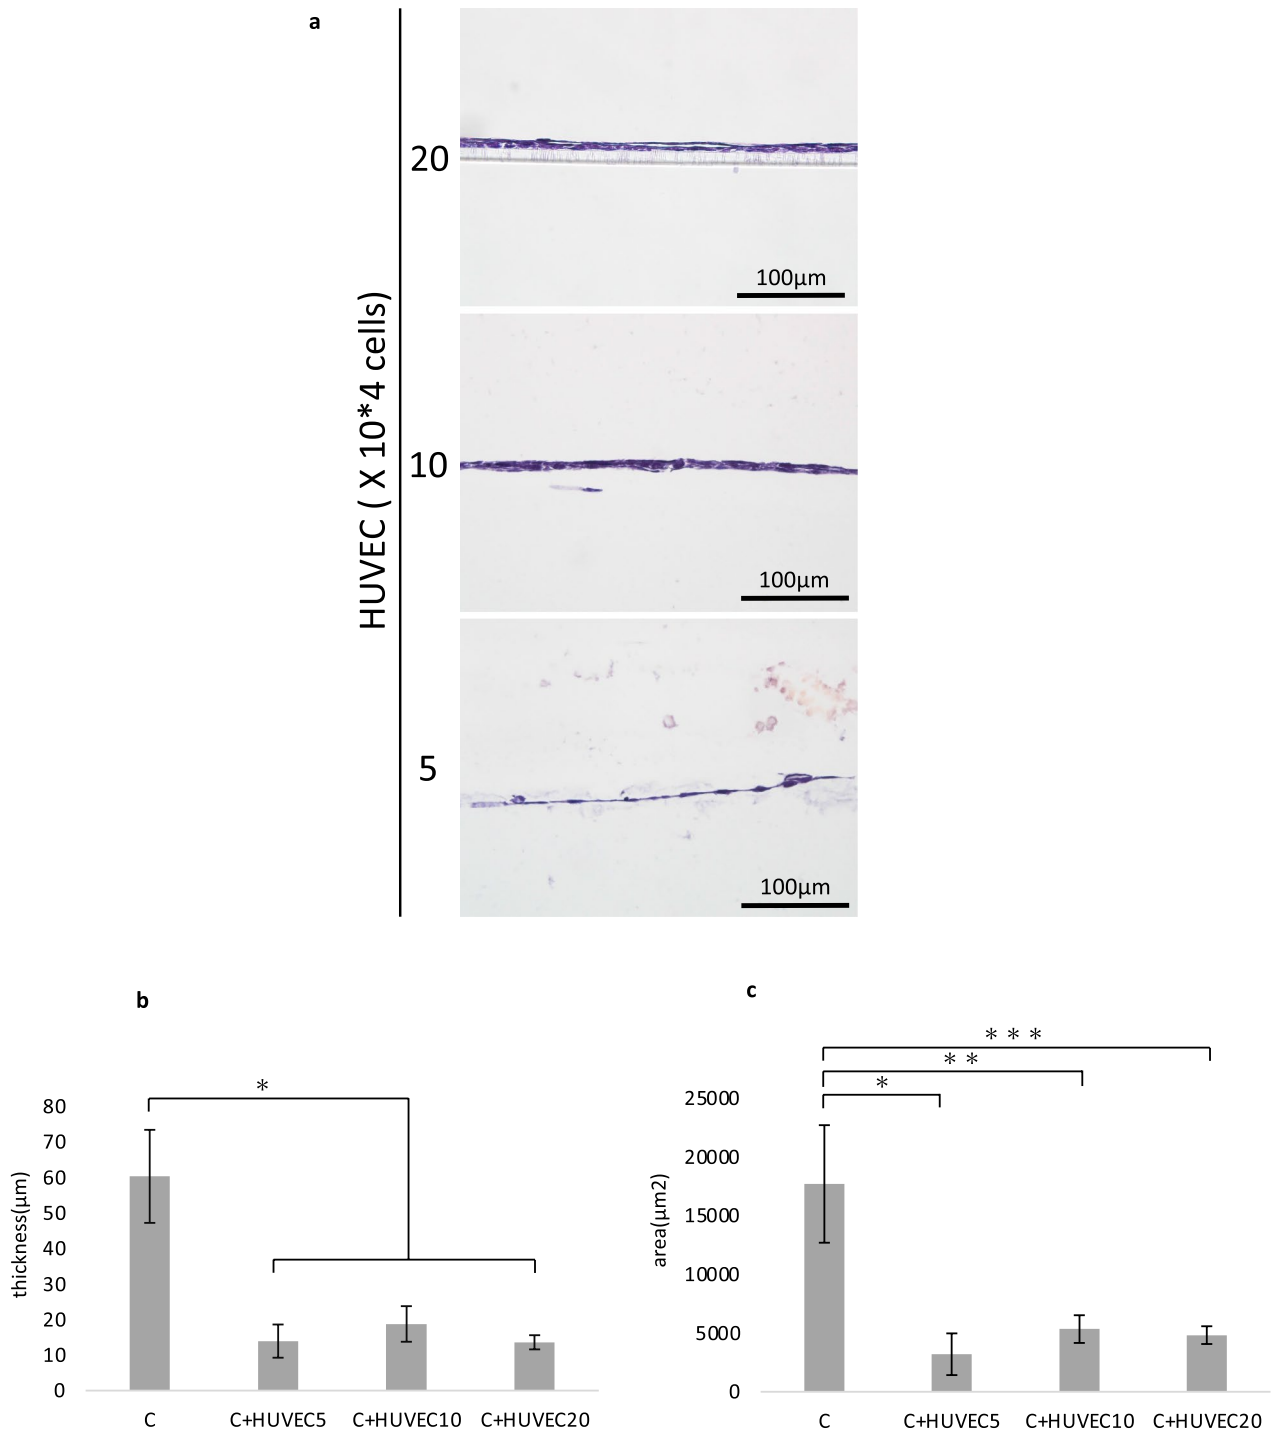 a
HUVEC ( X 10*4 cells)
20
100µm
10
100µm
5
100µm
b
*
thickness(µm)
80
70
60
50
40
30
20
10
0
C
C+HUVEC5
C+HUVEC10
C+HUVEC20
c
* * *
* *
*
area(µm2)
25000
20000
15000
10000
5000
0
C
C+HUVEC5
C+HUVEC10
C+HUVEC20